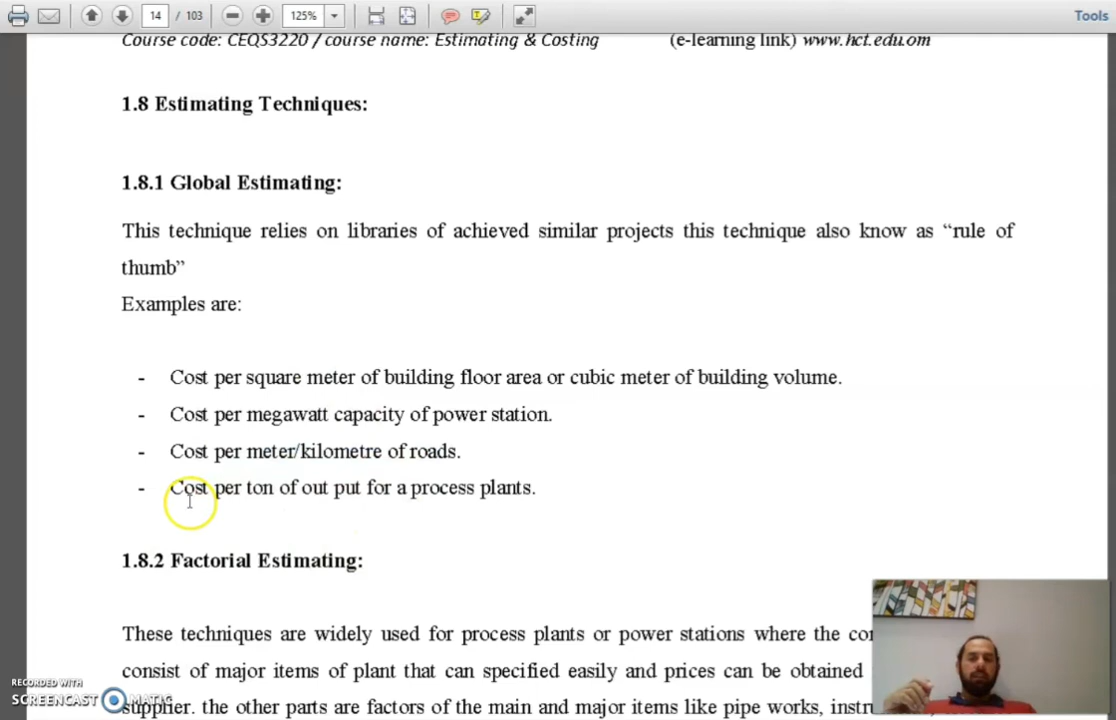 14 / 103
125%
Tools
Course code: CEQS3220 / course name: Estimating & Costing (e-learning link) www.hct.edu.om
1.8 Estimating Techniques:
1.8.1 Global Estimating:
This technique relies on libraries of achieved similar projects this technique also know as “rule of
thumb”
Examples are:
- Cost per square meter of building floor area or cubic meter of building volume.
- Cost per megawatt capacity of power station.
- Cost per meter/kilometre of roads.
- Cost per ton of out put for a process plants.
1.8.2 Factorial Estimating:
These techniques are widely used for process plants or power stations where the
consist of major items of plant that can specified easily and prices can be obtained
supplier. the other parts are factors of the main and major items like pipe works,
RECORDED WITH
SCREENCAST MATIC